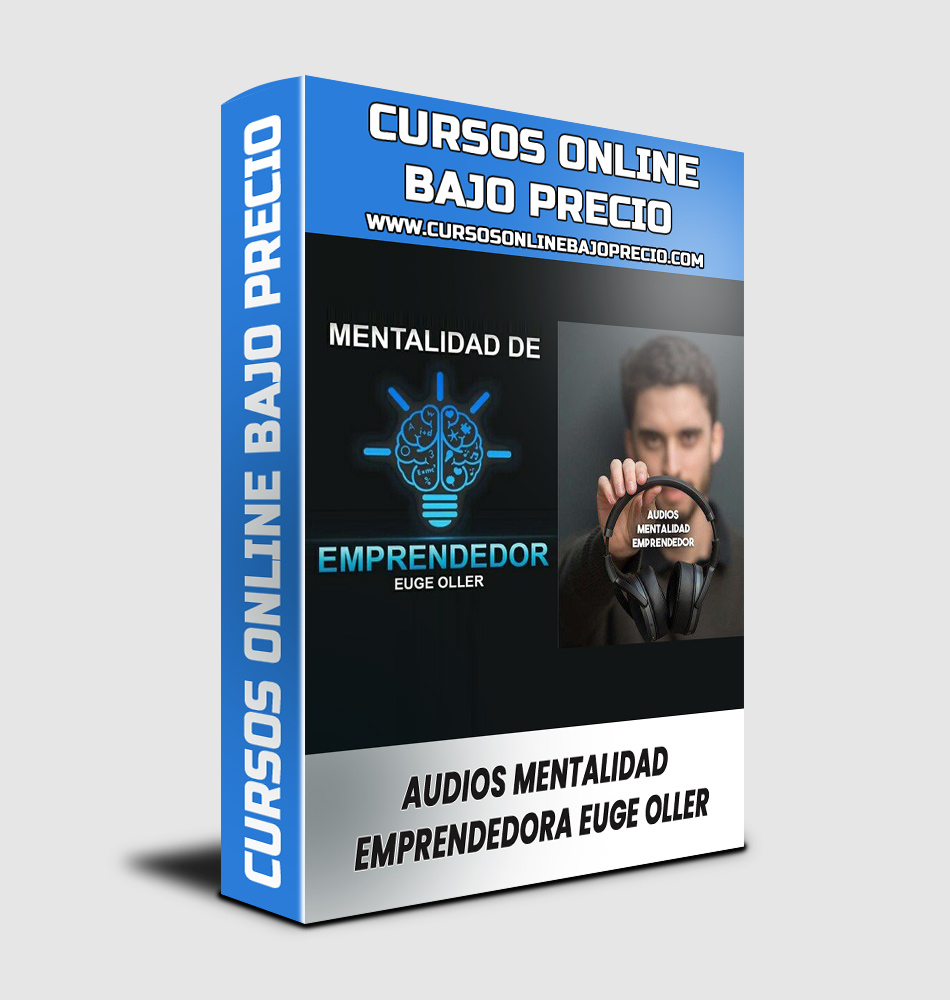 CURSOS ONLINE BAJO PRECIO
CURSOS ONLINE
BAJO PRECIO
WWW.CURSOSONLINEBAJOPRECIO.COM
MENTALIDAD DE
EMPRENDEDOR
EUGE OLLER
AUDIOS
MENTALIDAD
EMPRENDEDOR
AUDIOS MENTALIDAD
EMPRENDEDORA EUGE OLLER